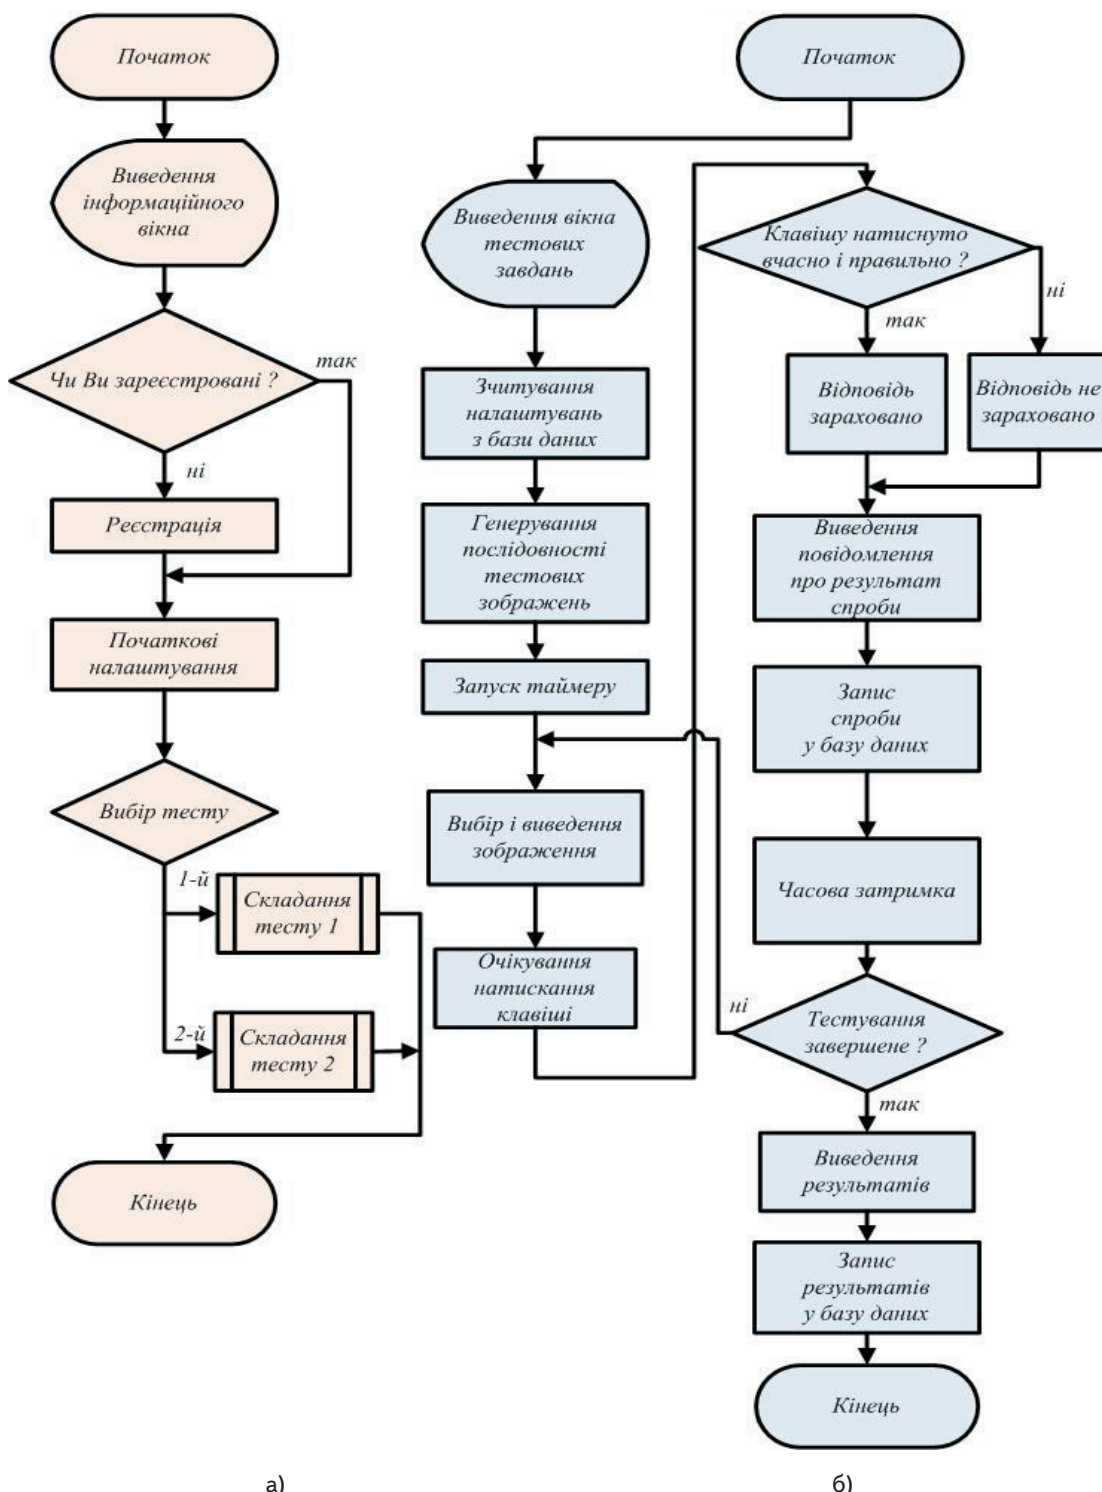 Початок
Виведення
інформаційного
вікна
Чи Ви зареєстровані ?
так
ні
Реєстрація
Початкові
налаштування
Вибір тесту
1-й
Складання
тесту 1
2-й
Складання
тесту 2
Кінець
а)
Початок
Виведення вікна
тестових
завдань
Зчитування
налаштувань
з бази даних
Генерування
послідовності
тестових
зображень
Запуск таймеру
Вибір і виведення
зображення
Очікування
натискання
клавіші
Клавішу натиснуто
вчасно і правильно ?
ні
так
Відповідь
зараховано
Відповідь не
зараховано
Виведення
повідомлення
про результат
спроби
Запис
спроби
у базу даних
Часова затримка
ні
Тестування
завершене ?
так
Виведення
результатів
Запис
результатів
у базу даних
Кінець
б)